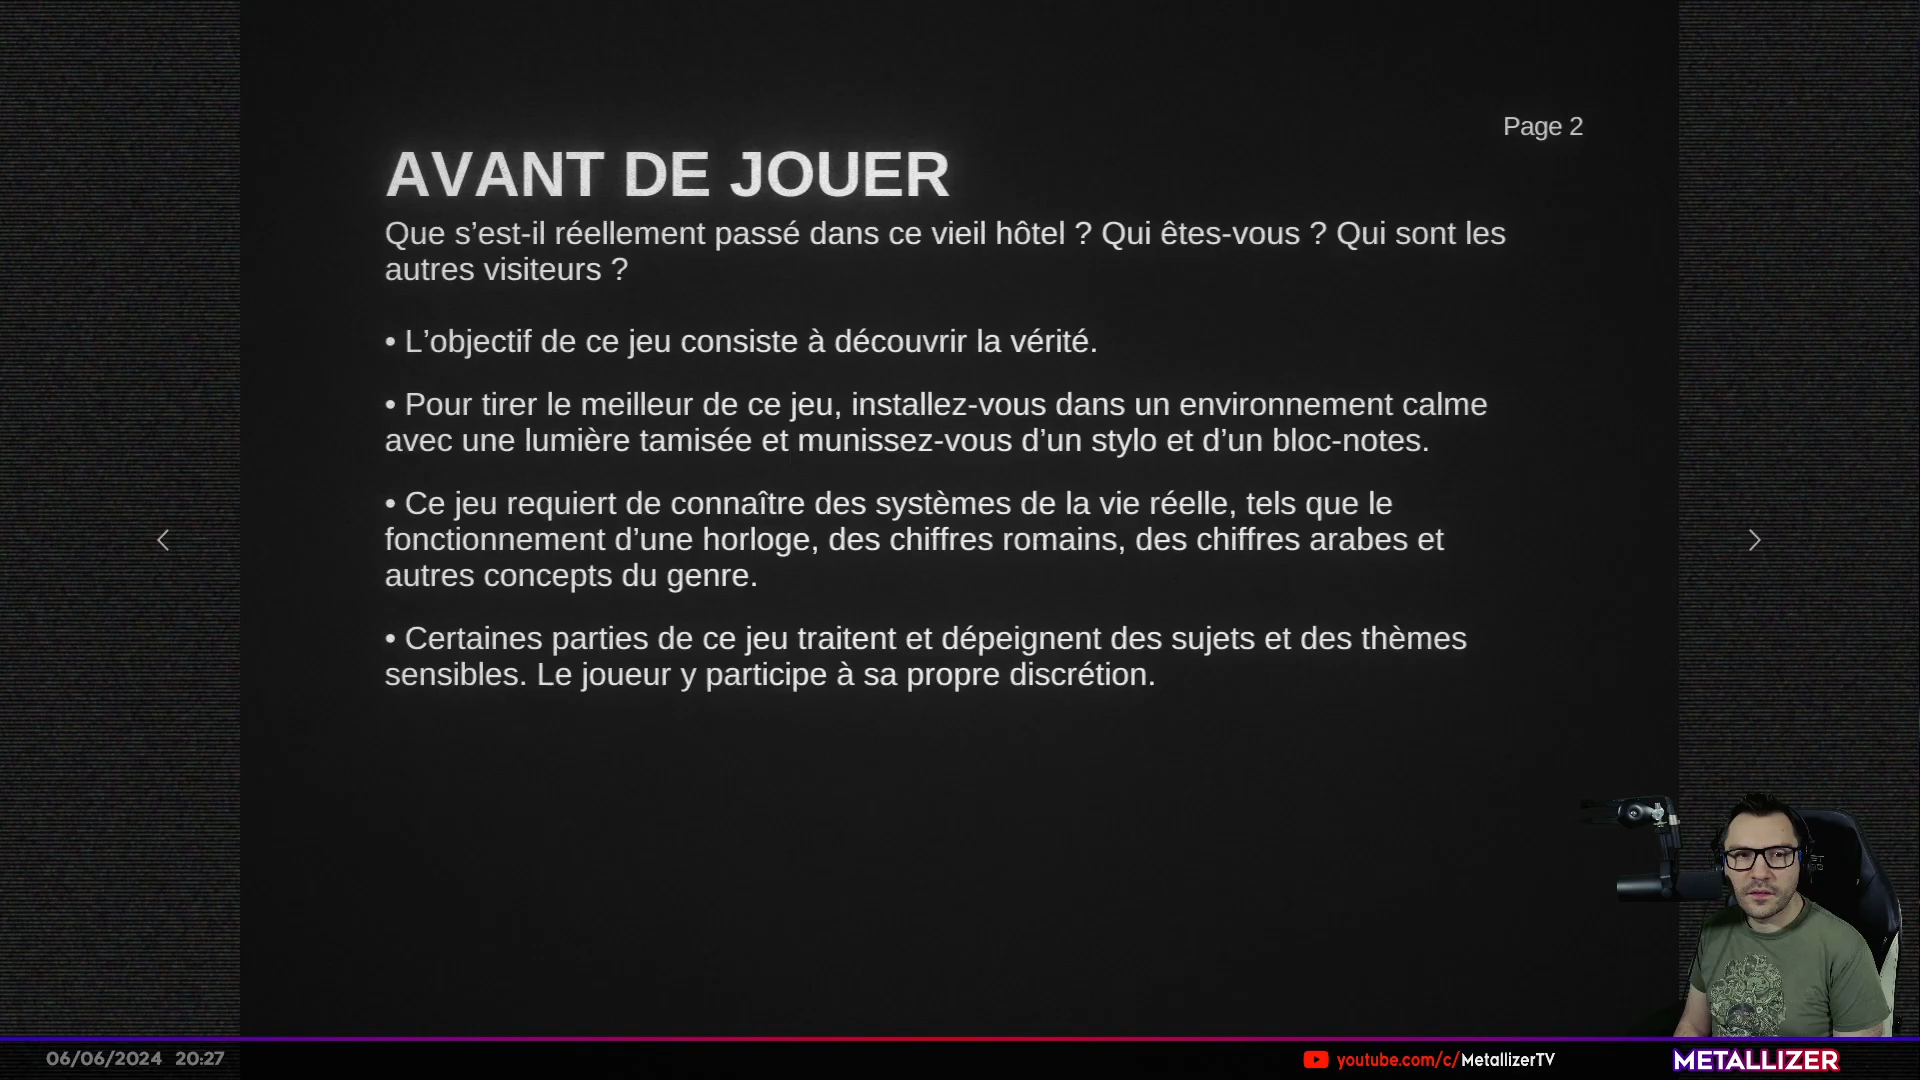 Page 2
AVANT DE JOUER
Que s’est-il réellement passé dans ce vieil hôtel ? Qui êtes-vous ? Qui sont les
autres visiteurs ?
• L’objectif de ce jeu consiste à découvrir la vérité.
• Pour tirer le meilleur de ce jeu, installez-vous dans un environnement calme
avec une lumière tamisée et munissez-vous d’un stylo et d’un bloc-notes.
• Ce jeu requiert de connaître des systèmes de la vie réelle, tels que le
fonctionnement d’une horloge, des chiffres romains, des chiffres arabes et
autres concepts du genre.
• Certaines parties de ce jeu traitent et dépeignent des sujets et des thèmes
sensibles. Le joueur y participe à sa propre discrétion.
06/06/2024 20:27
youtube.com/c/MetallizerTV
METALLIZER